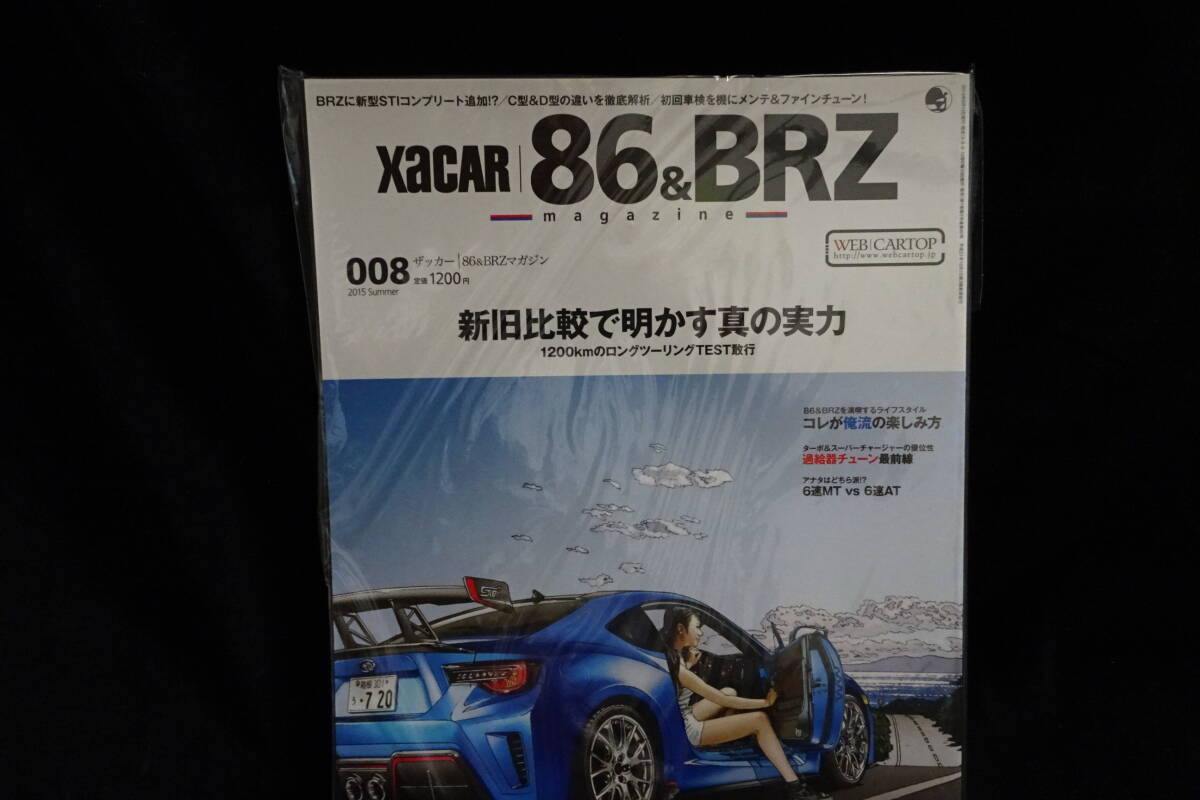 BRZに新型STIコンプリート追加!?/C型&D型の違いを徹底解析/初回車検を機にメンテ&ファインチューン!
XaCAR 86&BRZ
magazine
WEB CARTOP
http://www.webcartop.jp
008 ザッカー 86&BRZマガジン
2015 Summer 定価1200円
新旧比較で明かす真の実力
1200kmのロングツーリングTEST敢行
86&BRZを満喫するライフスタイル
コレが俺流の楽しみ方
ターボ&スーパーチャージャーの優位性
過給器チューン最前線
アナタはどちら派!?
6速MT vs 6速AT
STI
箱根 301
う 7 20